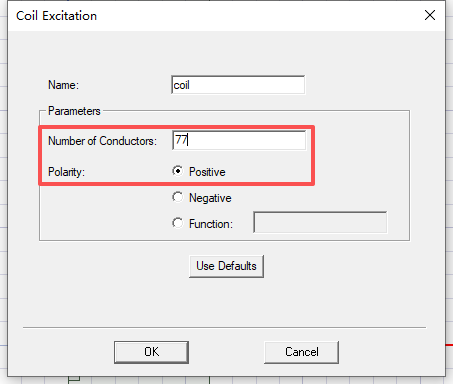 Coil Excitation
Name: coil
Parameters
Number of Conductors: 77
Polarity: Positive
Negative
Function:
Use Defaults
OK Cancel